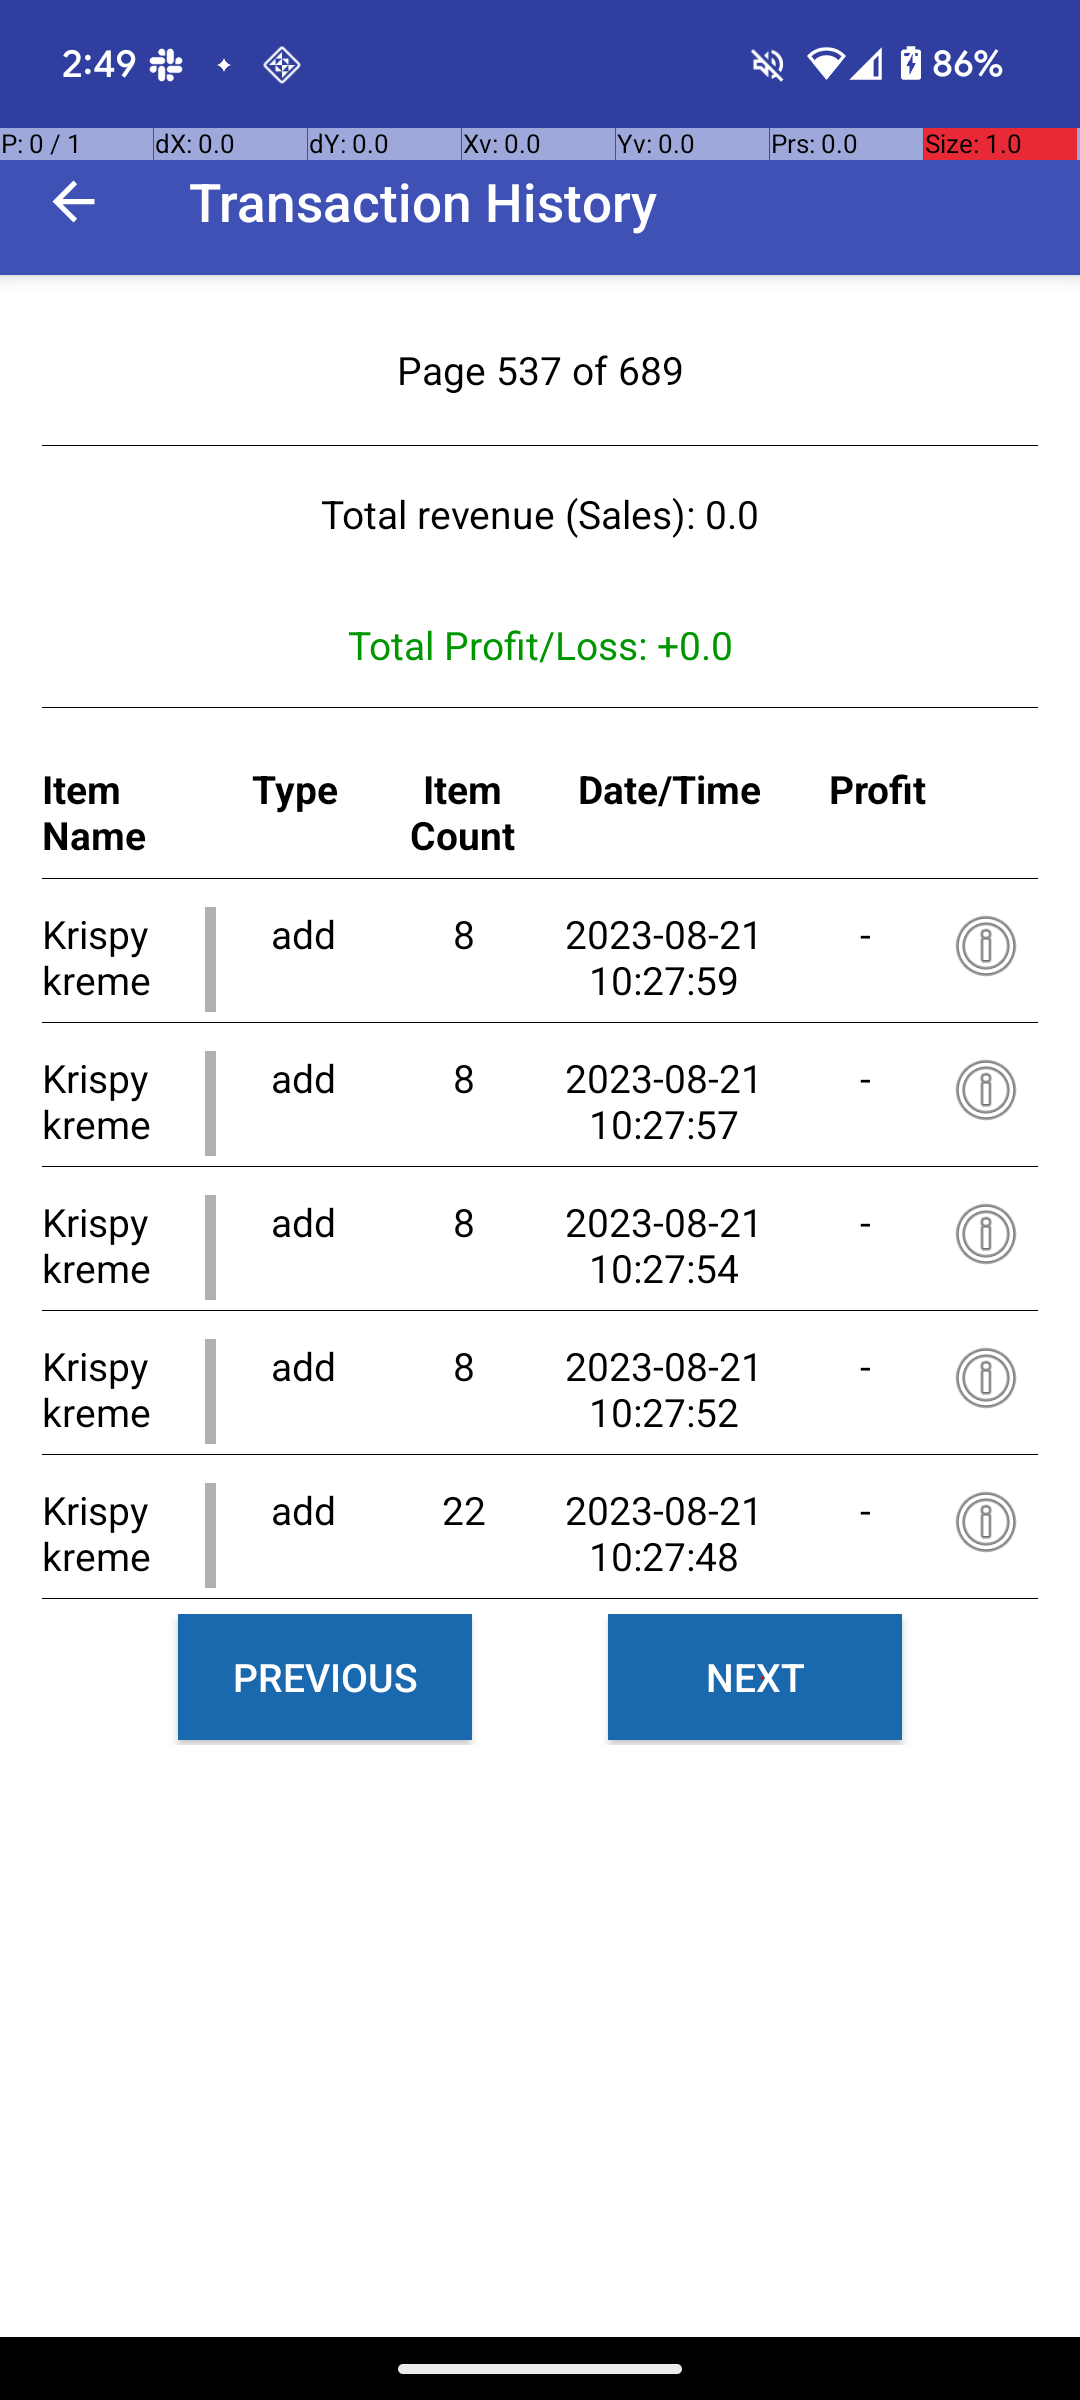 2:49 86%
P: 0 / 1 dX: 0.0 dY: 0.0 Xv: 0.0 Yv: 0.0 Prs: 0.0 Size: 1.0
Transaction History
Page 537 of 689
Total revenue (Sales): 0.0
Total Profit/Loss: +0.0
Item Type Item Date/Time Profit
Name Count
Krispy add 8 2023-08-21 -
kreme 10:27:59
Krispy add 8 2023-08-21 -
kreme 10:27:57
Krispy add 8 2023-08-21 -
kreme 10:27:54
Krispy add 8 2023-08-21 -
kreme 10:27:52
Krispy add 22 2023-08-21 -
kreme 10:27:48
PREVIOUS NEXT